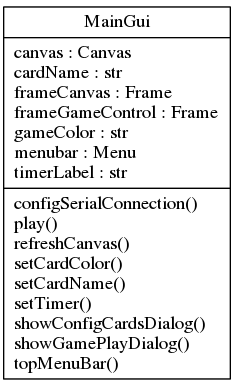 MainGui
canvas : Canvas
cardName : str
frameCanvas : Frame
frameGameControl : Frame
gameColor : str
menubar : Menu
timerLabel : str
configSerialConnection()
play()
refreshCanvas()
setCardColor()
setCardName()
setTimer()
showConfigCardsDialog()
showGamePlayDialog()
topMenuBar()